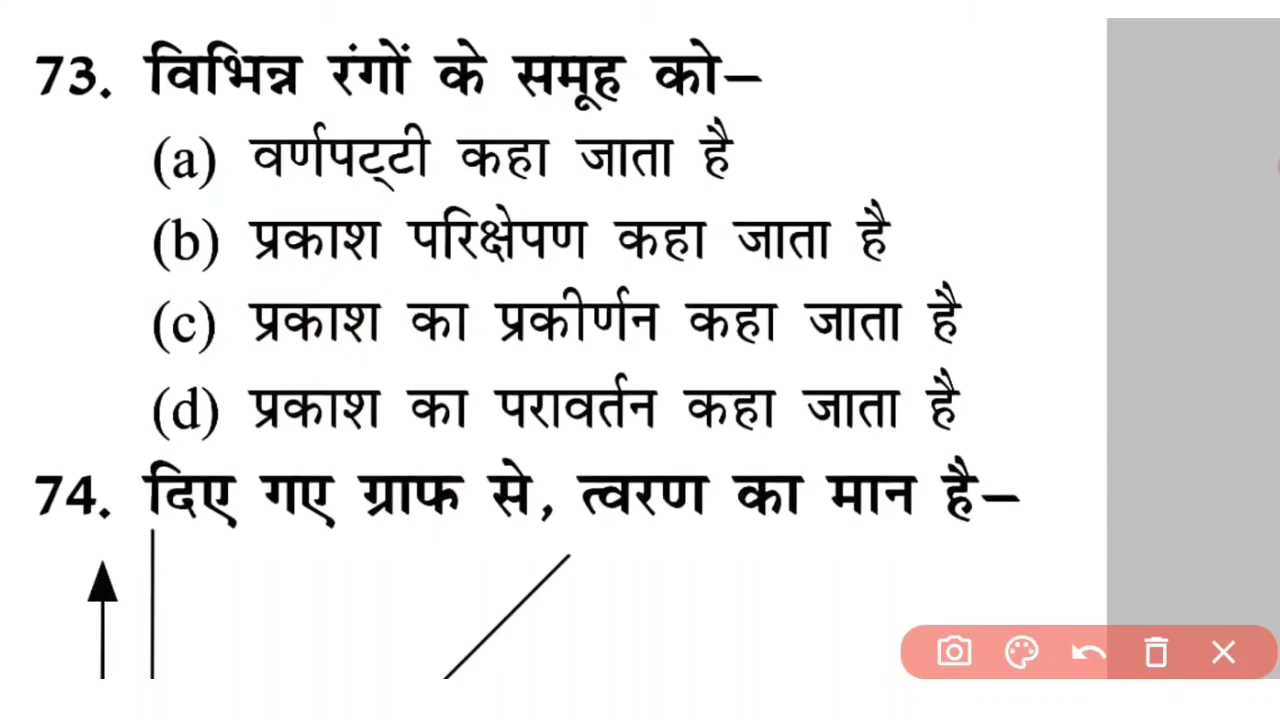 73. विभिन्न रंगों के समूह को–
(a) वर्णपट्‌टी कहा जाता है
(b) प्रकाश परिक्षेपण कहा जाता है
(c) प्रकाश का प्रकीर्णन कहा जाता है
(d) प्रकाश का परावर्तन कहा जाता है
74. दिए गए ग्राफ से, त्वरण का मान है–